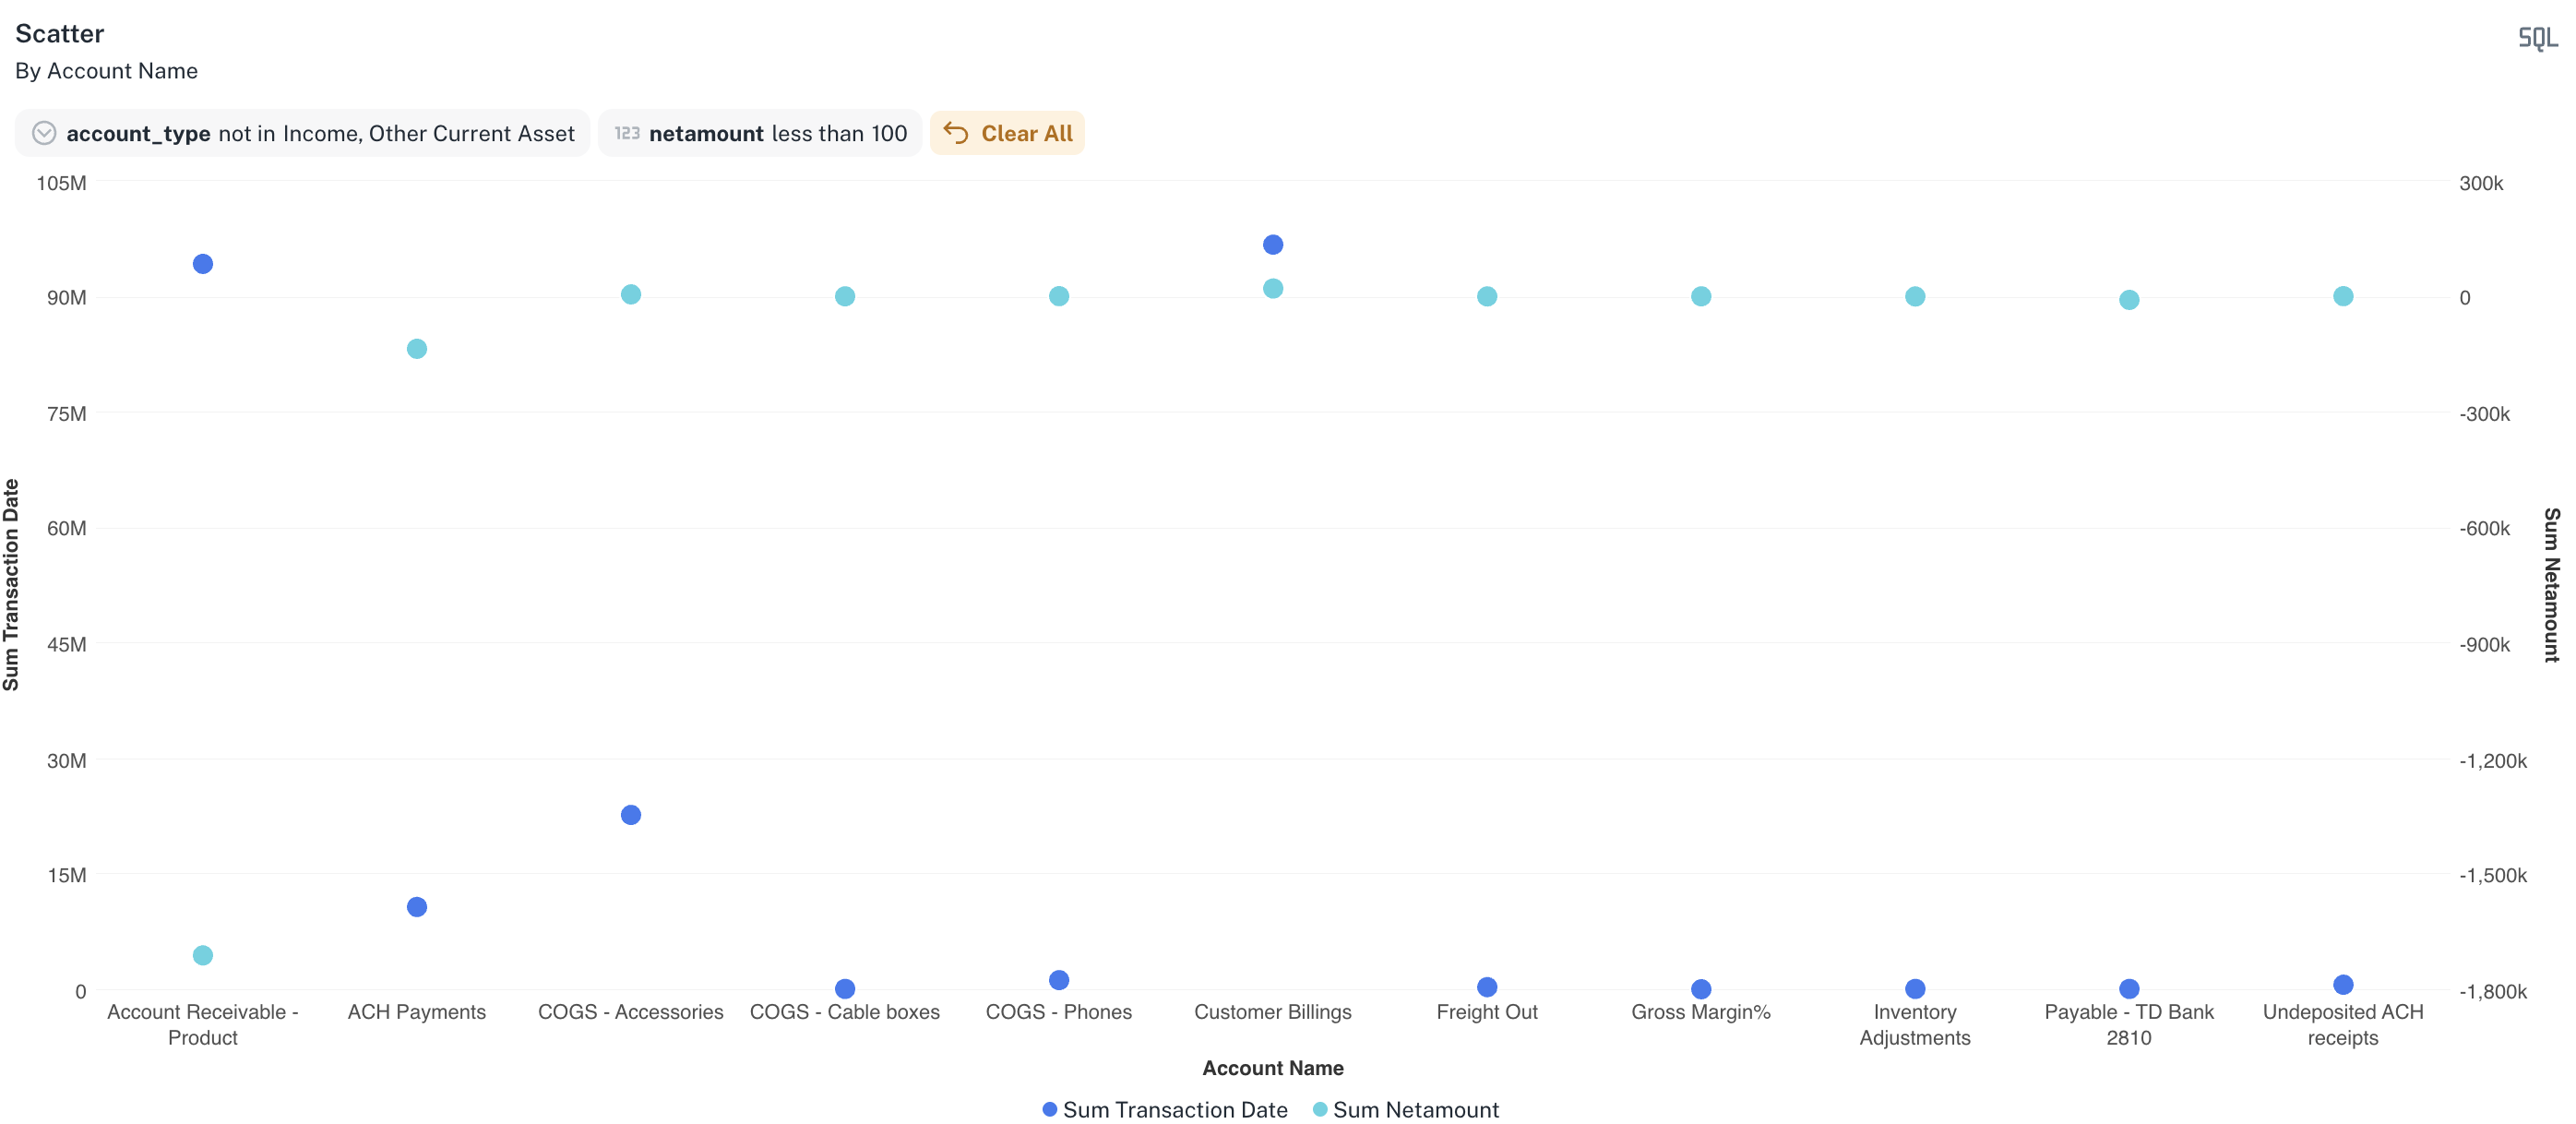 Scatter
SQL
By Account Name
account_type not in Income, Other Current Asset
123 netamount less than 100
Clear All
105M
90M
75M
60M
45M
30M
15M
0
Sum Transaction Date
300k
0
-300k
-600k
-900k
-1,200k
-1,500k
-1,800k
Sum Netamount
Account Receivable -
Product
ACH Payments
COGS - Accessories
COGS - Cable boxes
COGS - Phones
Customer Billings
Freight Out
Gross Margin%
Inventory
Adjustments
Payable - TD Bank
2810
Undeposited ACH
receipts
Account Name
Sum Transaction Date
Sum Netamount